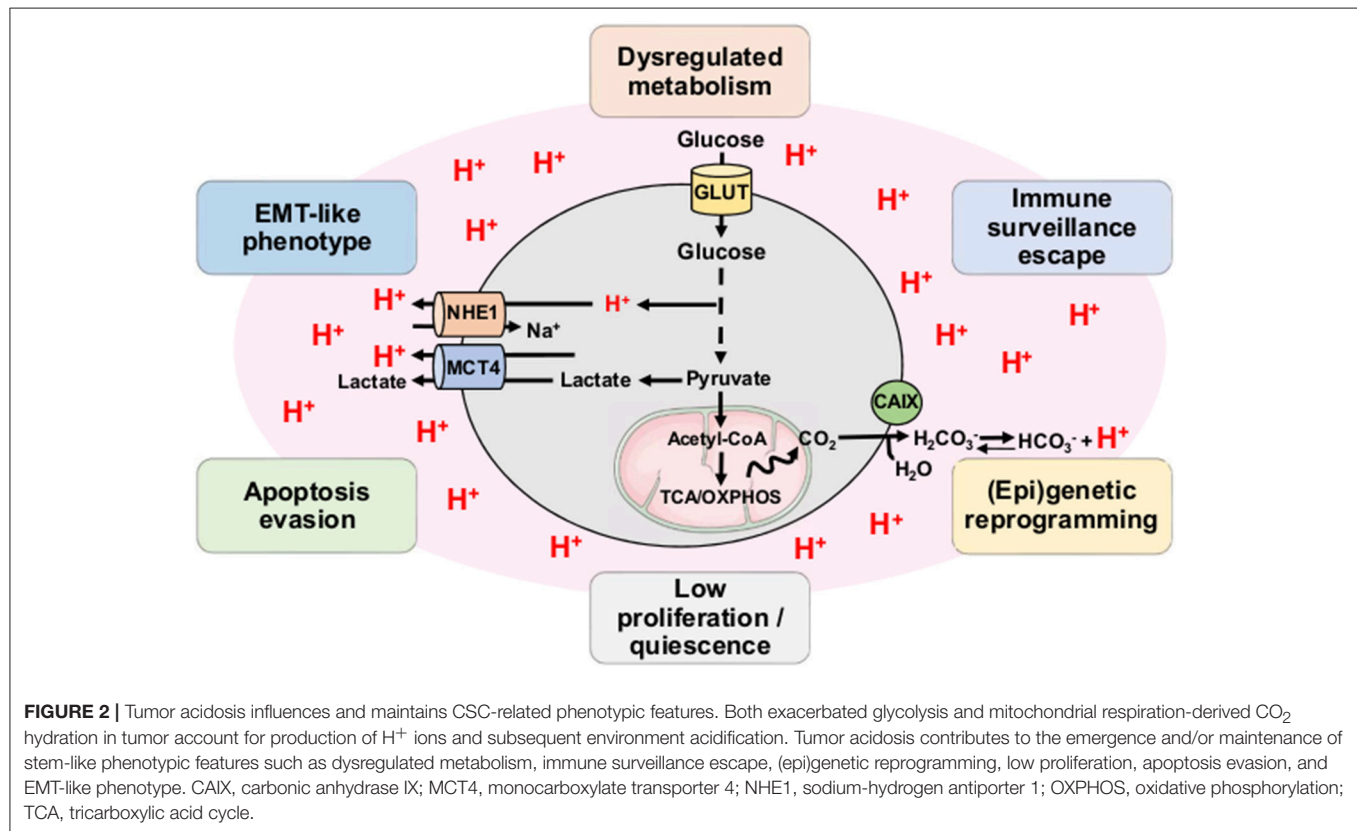 Dysregulated
metabolism
Glucose
H⁺ H⁺ H⁺
GLUT
H⁺
EMT-like
phenotype
Immune
surveillance
escape
H⁺
Glucose
H⁺
H⁺
NHE1
H⁺
Na⁺
H⁺
H⁺
H⁺
H⁺
H⁺
MCT4
Lactate
Lactate
Pyruvate
H⁺
CAIX
H⁺
Acetyl-CoA
CO₂
H₂CO₃⁻
HCO₃⁻ + H⁺
H₂O
TCA/OXPHOS
Apoptosis
evasion
H⁺
(Epi)genetic
reprogramming
H⁺
H⁺
H⁺
Low
proliferation /
quiescence
FIGURE 2 | Tumor acidosis influences and maintains CSC-related phenotypic features. Both exacerbated glycolysis and mitochondrial respiration-derived CO₂
hydration in tumor account for production of H⁺ ions and subsequent environment acidification. Tumor acidosis contributes to the emergence and/or maintenance of
stem-like phenotypic features such as dysregulated metabolism, immune surveillance escape, (epi)genetic reprogramming, low proliferation, apoptosis evasion, and
EMT-like phenotype. CAIX, carbonic anhydrase IX; MCT4, monocarboxylate transporter 4; NHE1, sodium-hydrogen antiporter 1; OXPHOS, oxidative phosphorylation;
TCA, tricarboxylic acid cycle.